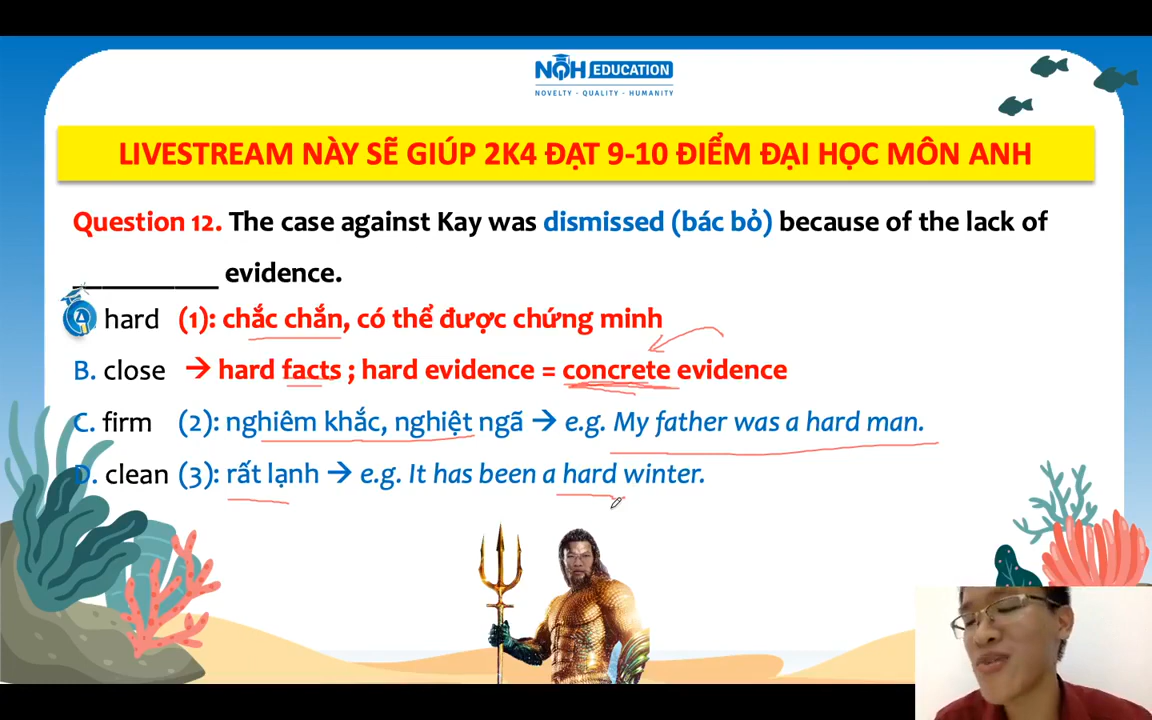 NQH EDUCATION
NOVELTY - QUALITY - HUMANITY
LIVESTREAM NÀY SẼ GIÚP 2K4 ĐẠT 9-10 ĐIỂM ĐẠI HỌC MÔN ANH
Question 12. The case against Kay was dismissed (bác bỏ) because of the lack of
__________ evidence.
A hard (1): chắc chắn, có thể được chứng minh
B. close → hard facts ; hard evidence = concrete evidence
C. firm (2): nghiêm khắc, nghiệt ngã → e.g. My father was a hard man.
D. clean (3): rất lạnh → e.g. It has been a hard winter.